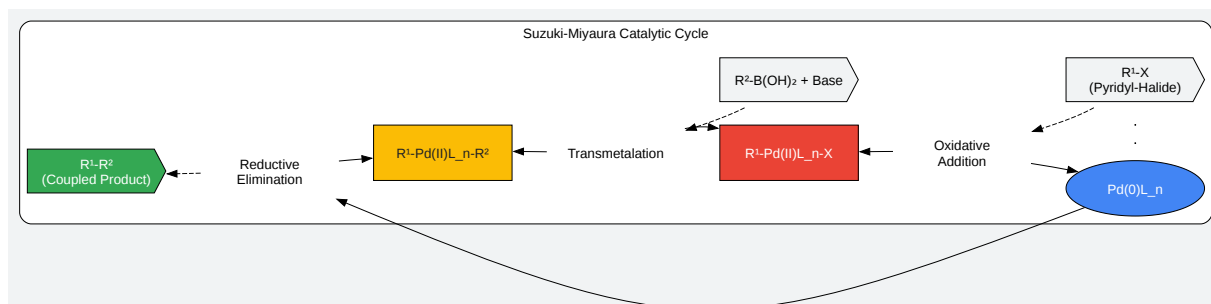 Suzuki-Miyaura Catalytic Cycle
R²-B(OH)₂ + Base
R¹-X
(Pyridyl-Halide)
R¹-R²
(Coupled Product)
Reductive
Elimination
R¹-Pd(II)L_n-R²
Transmetalation
R¹-Pd(II)L_n-X
Oxidative
Addition
Pd(0)L_n